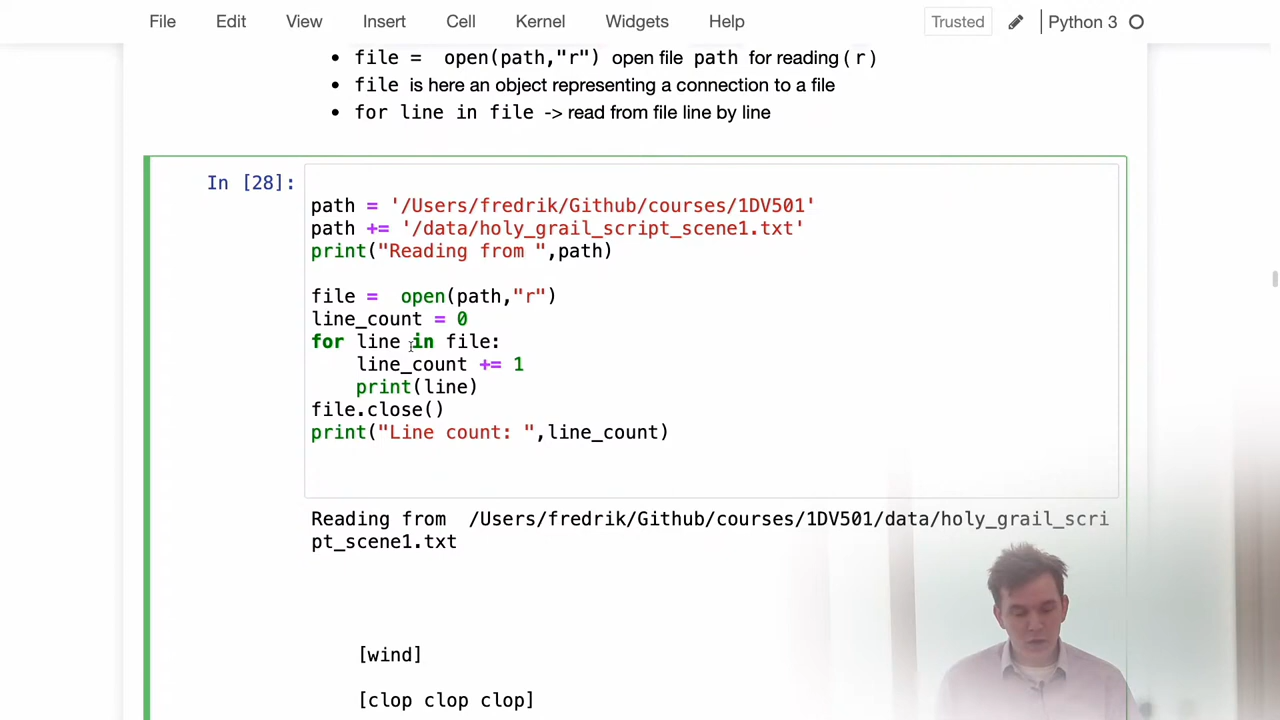 File Edit View Insert Cell Kernel Widgets Help Trusted Python 3
• file = open(path,"r") open file path for reading ( r )
• file is here an object representing a connection to a file
• for line in file -> read from file line by line
In [28]:
path = '/Users/fredrik/Github/courses/1DV501'
path += '/data/holy_grail_script_scene1.txt'
print("Reading from ",path)
file =  open(path,"r")
line_count = 0
for line in file:
    line_count += 1
    print(line)
file.close()
print("Line count: ",line_count)
Reading from  /Users/fredrik/Github/courses/1DV501/data/holy_grail_scri
pt_scene1.txt
[wind]
[clop clop clop]